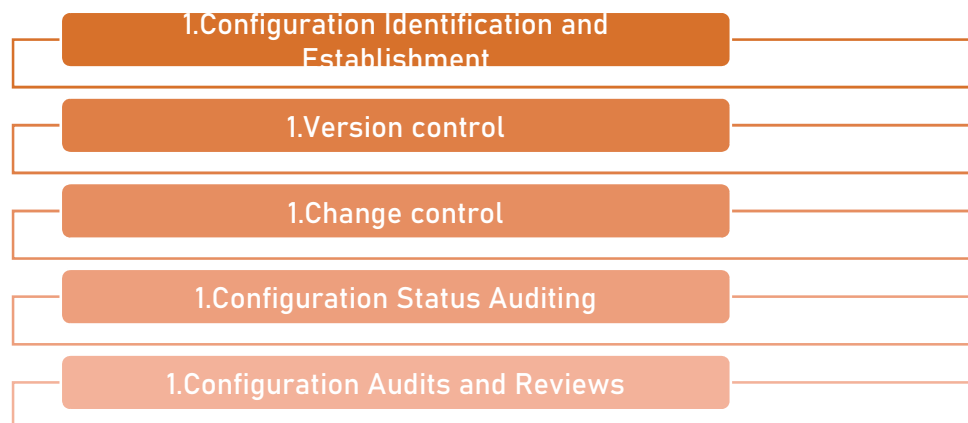 1.Configuration Identification and
Establishment
1.Version control
1.Change control
1.Configuration Status Auditing
1.Configuration Audits and Reviews